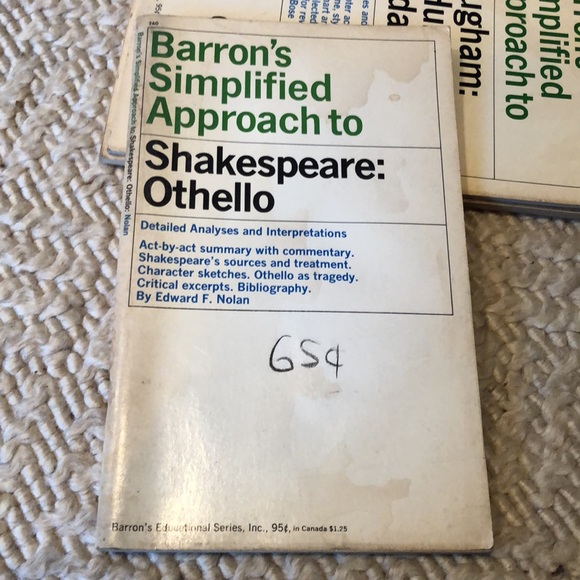 Barron's
Simplified
Approach to
Shakespeare:
Othello
Detailed Analyses and Interpretations
Act-by-act summary with commentary.
Shakespeare's sources and treatment.
Character sketches. Othello as tragedy.
Critical excerpts. Bibliography.
By Edward F. Nolan
65¢
Barron's Educational Series, Inc., 95¢, in Canada $1.25
Barron's Simplified Approach to Shakespeare: Othello: Nolan
mplified
proach to
ugham:
95¢